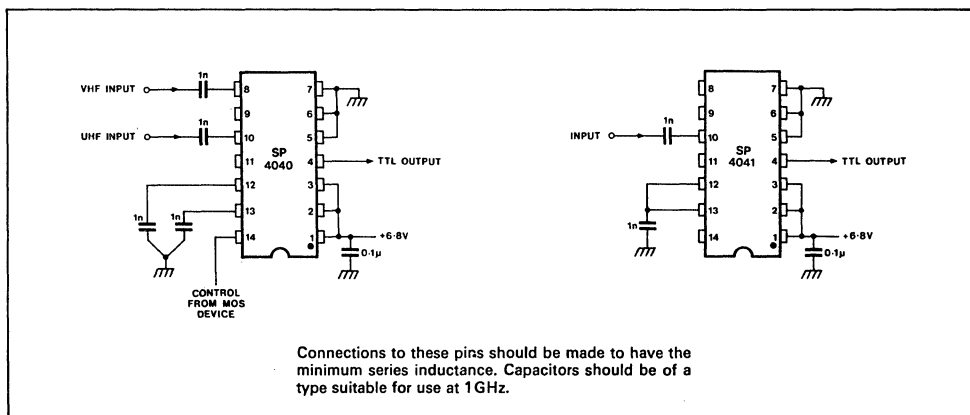 1n
VHF INPUT
8
7
9
6
1n
UHF INPUT
10
5
SP
4040
11
4
TTL OUTPUT
12
3
1n
1n
13
2
14
1
+6·8V
0·1µ
CONTROL
FROM MOS
DEVICE
8
7
9
6
1n
INPUT
10
5
SP
4041
11
4
TTL OUTPUT
12
3
1n
13
2
14
1
+6·8V
0·1µ
Connections to these pins should be made to have the
minimum series inductance. Capacitors should be of a
type suitable for use at 1GHz.